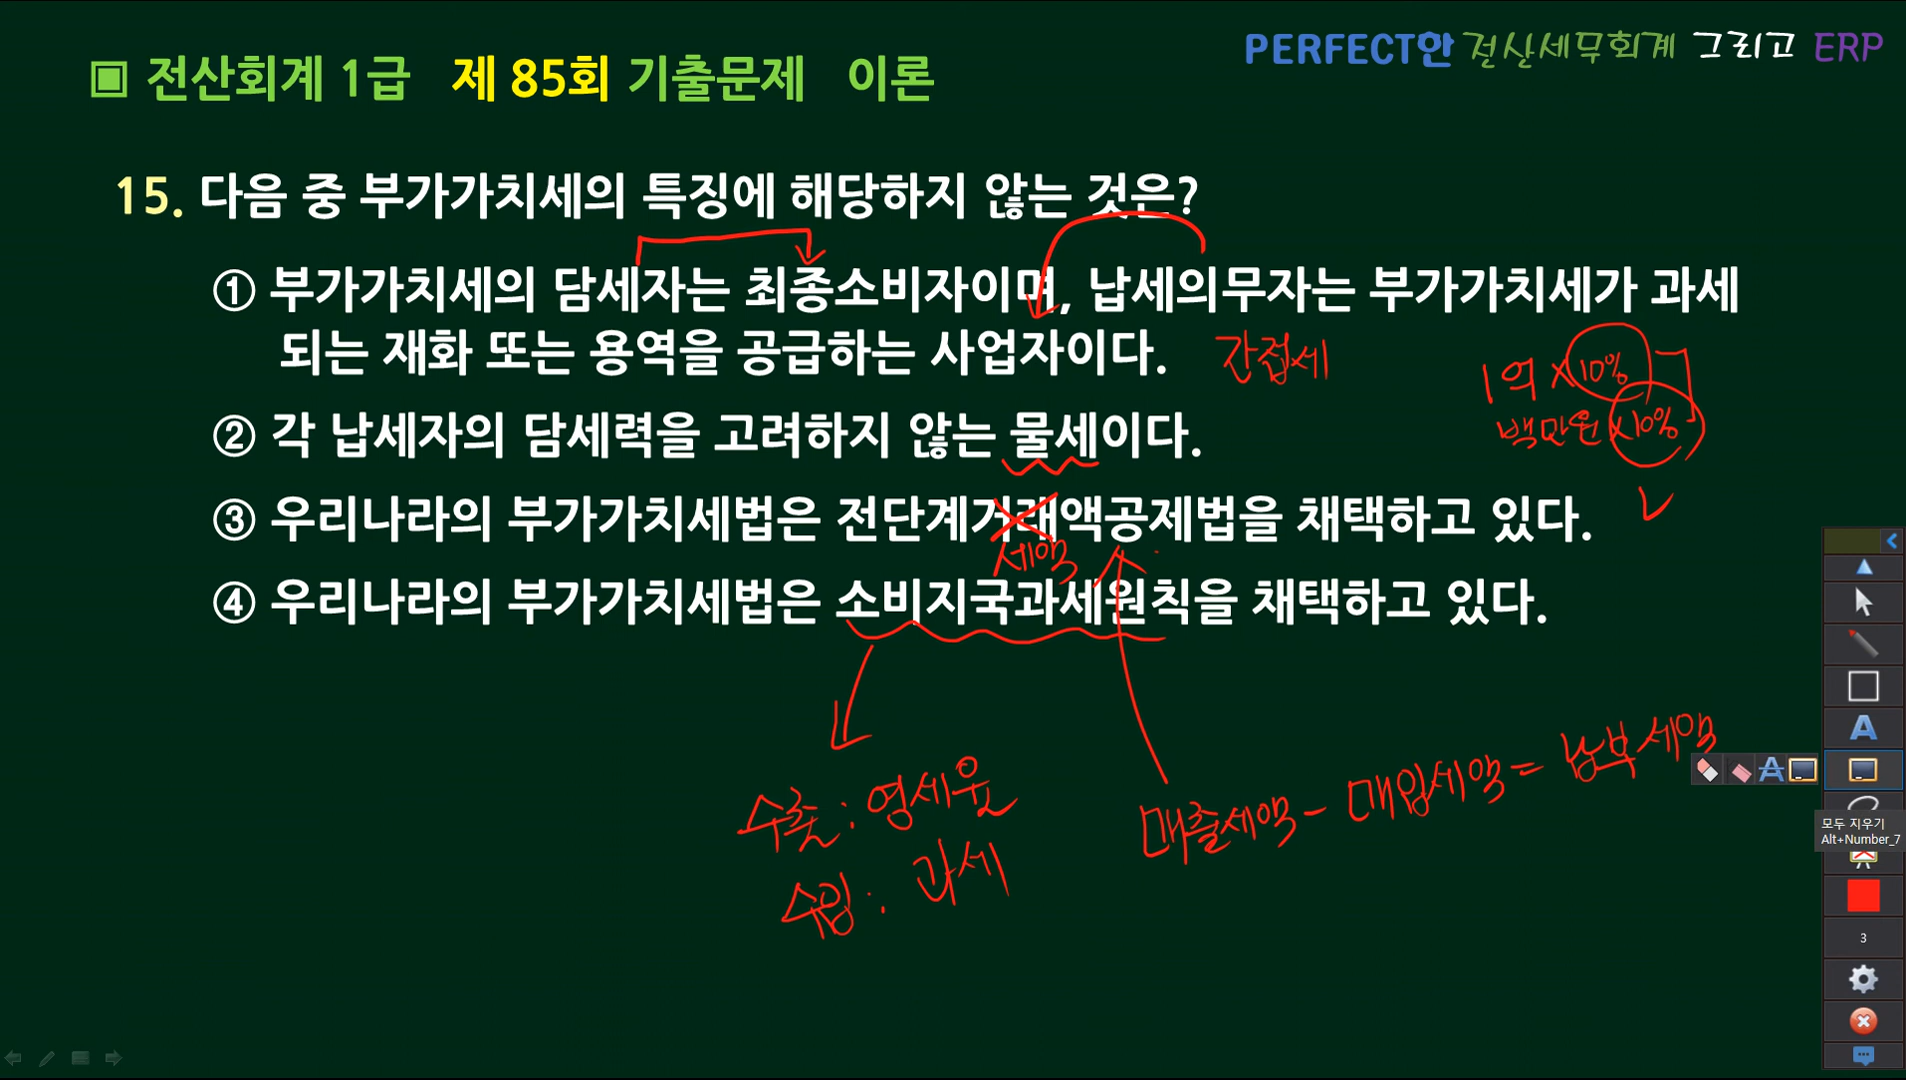 PERFECT한 전산세무회계 그리고 ERP
▣ 전산회계 1급 제 85회 기출문제 이론
15. 다음 중 부가가치세의 특징에 해당하지 않는 것은?
① 부가가치세의 담세자는 최종소비자이며, 납세의무자는 부가가치세가 과세
되는 재화 또는 용역을 공급하는 사업자이다.
간접세
1억 × 10%
백만원 × 10%
② 각 납세자의 담세력을 고려하지 않는 물세이다.
③ 우리나라의 부가가치세법은 전단계거래액공제법을 채택하고 있다.
세액
④ 우리나라의 부가가치세법은 소비지국과세원칙을 채택하고 있다.
매출세액 - 매입세액 = 납부세액
수출 : 영세율
수입 : 과세
모두 지우기
Alt+Number_7
3